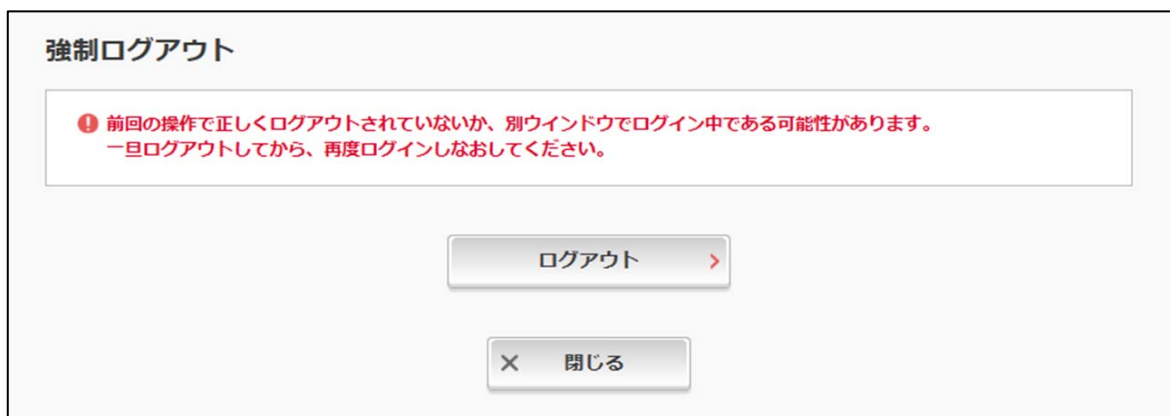 強制ログアウト
前回の操作で正しくログアウトされていないか、別ウインドウでログイン中である可能性があります。
一旦ログアウトしてから、再度ログインしなおしてください。
ログアウト
閉じる